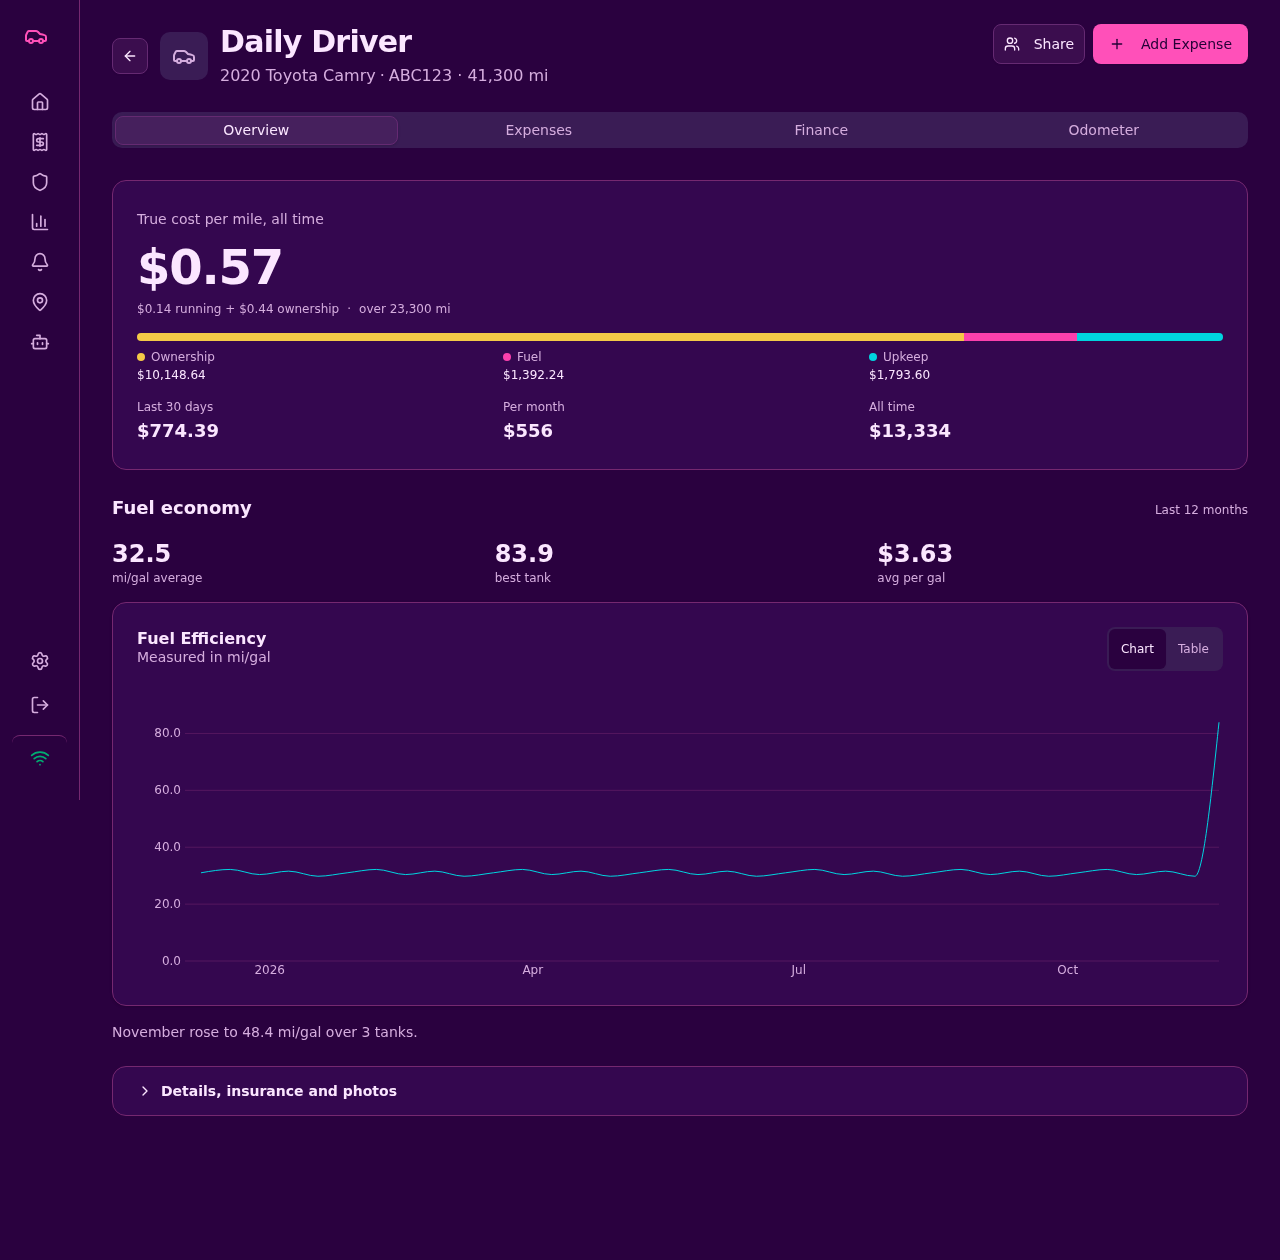 Daily Driver
2020 Toyota Camry · ABC123 · 41,300 mi
Share
Add Expense
Overview
Expenses
Finance
Odometer
True cost per mile, all time
$0.57
$0.14 running + $0.44 ownership · over 23,300 mi
Ownership
$10,148.64
Fuel
$1,392.24
Upkeep
$1,793.60
Last 30 days
$774.39
Per month
$556
All time
$13,334
Fuel economy
Last 12 months
32.5
mi/gal average
83.9
best tank
$3.63
avg per gal
Fuel Efficiency
Measured in mi/gal
Chart
Table
80.0
60.0
40.0
20.0
0.0
2026
Apr
Jul
Oct
November rose to 48.4 mi/gal over 3 tanks.
Details, insurance and photos